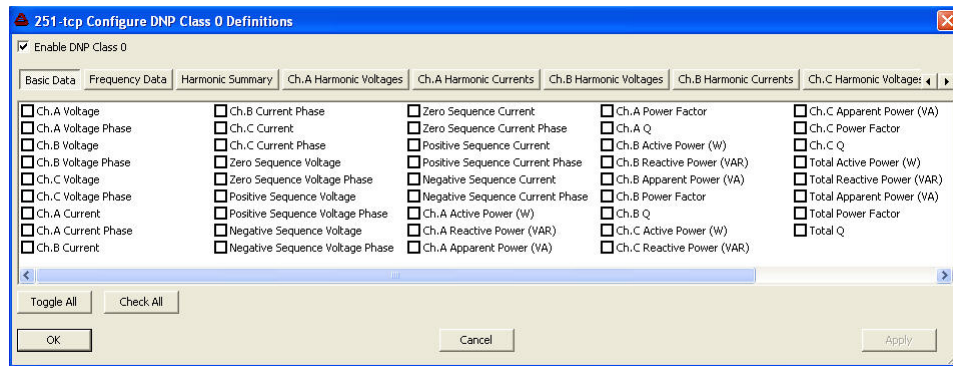 251-tcp Configure DNP Class 0 Definitions
Enable DNP Class 0
Basic Data Frequency Data Harmonic Summary Ch.A Harmonic Voltages Ch.A Harmonic Currents Ch.B Harmonic Voltages Ch.B Harmonic Currents Ch.C Harmonic Voltages
Ch.A Voltage Ch.B Current Phase Zero Sequence Current Ch.A Power Factor Ch.C Apparent Power (VA)
Ch.A Voltage Phase Ch.C Current Zero Sequence Current Phase Ch.A Q Ch.C Power Factor
Ch.B Voltage Ch.C Current Phase Positive Sequence Current Ch.B Active Power (W) Ch.C Q
Ch.B Voltage Phase Zero Sequence Voltage Positive Sequence Current Phase Ch.B Reactive Power (VAR) Total Active Power (W)
Ch.C Voltage Zero Sequence Voltage Phase Negative Sequence Current Ch.B Apparent Power (VA) Total Reactive Power (VAR)
Ch.C Voltage Phase Positive Sequence Voltage Negative Sequence Current Phase Ch.B Power Factor Total Apparent Power (VA)
Ch.A Current Positive Sequence Voltage Phase Ch.A Active Power (W) Ch.B Q Total Power Factor
Ch.A Current Phase Negative Sequence Voltage Ch.A Reactive Power (VAR) Ch.C Active Power (W) Total Q
Ch.B Current Negative Sequence Voltage Phase Ch.A Apparent Power (VA) Ch.C Reactive Power (VAR)
Toggle All Check All
OK Cancel Apply